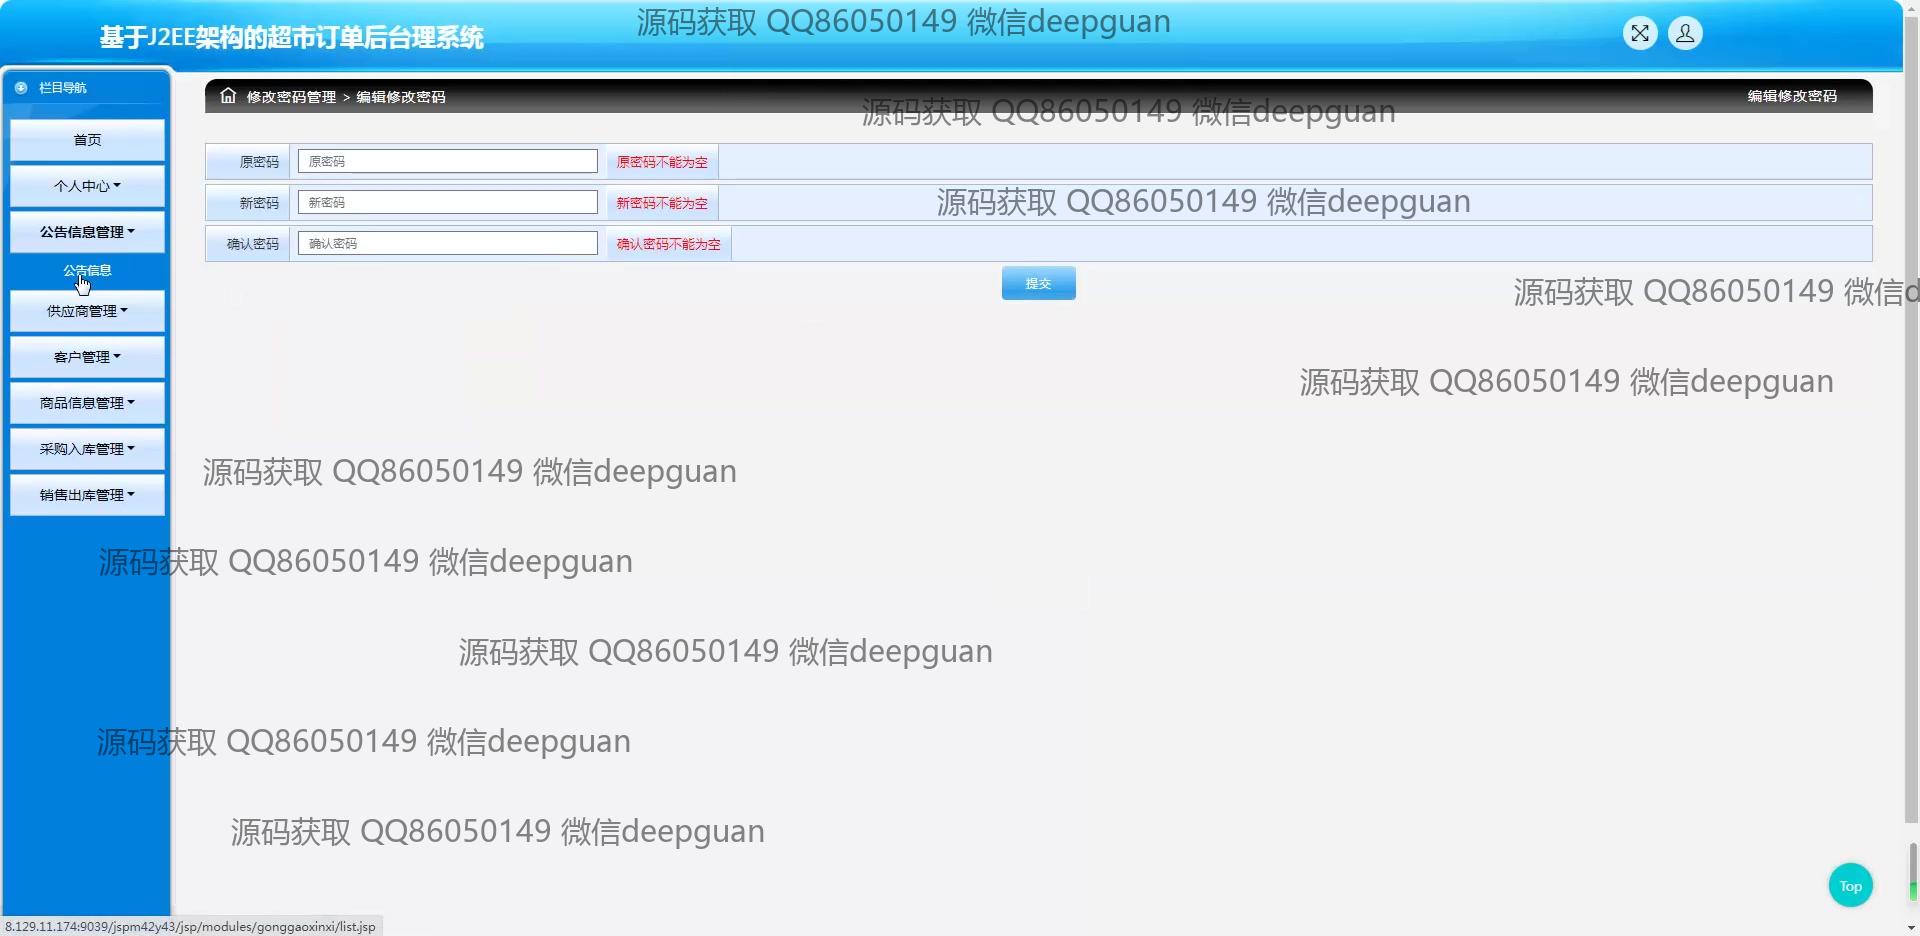 源码获取 QQ86050149 微信deepguan
基于J2EE架构的超市订单后台理系统
栏目导航
首页
个人中心
公告信息管理
公告信息
供应商管理
客户管理
商品信息管理
采购入库管理
销售出库管理
修改密码管理 > 编辑修改密码
编辑修改密码
源码获取 QQ86050149 微信deepguan
原密码 原密码 原密码不能为空
新密码 新密码 新密码不能为空
源码获取 QQ86050149 微信deepguan
确认密码 确认密码 确认密码不能为空
提交
源码获取 QQ86050149 微信d
源码获取 QQ86050149 微信deepguan
源码获取 QQ86050149 微信deepguan
源码获取 QQ86050149 微信deepguan
源码获取 QQ86050149 微信deepguan
源码获取 QQ86050149 微信deepguan
源码获取 QQ86050149 微信deepguan
Top
8.129.11.174:9039/jspm42y43/jsp/modules/gonggaoxinxi/list.jsp